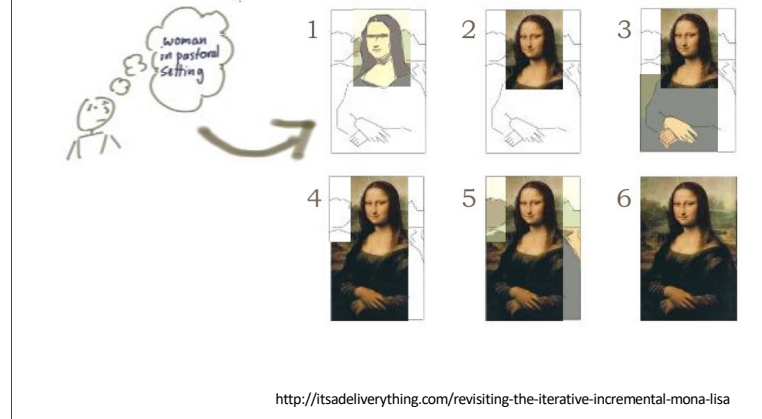 woman
in pastoral
setting
1
2
3
4
5
6
http://itsadeliverything.com/revisiting-the-iterative-incremental-mona-lisa